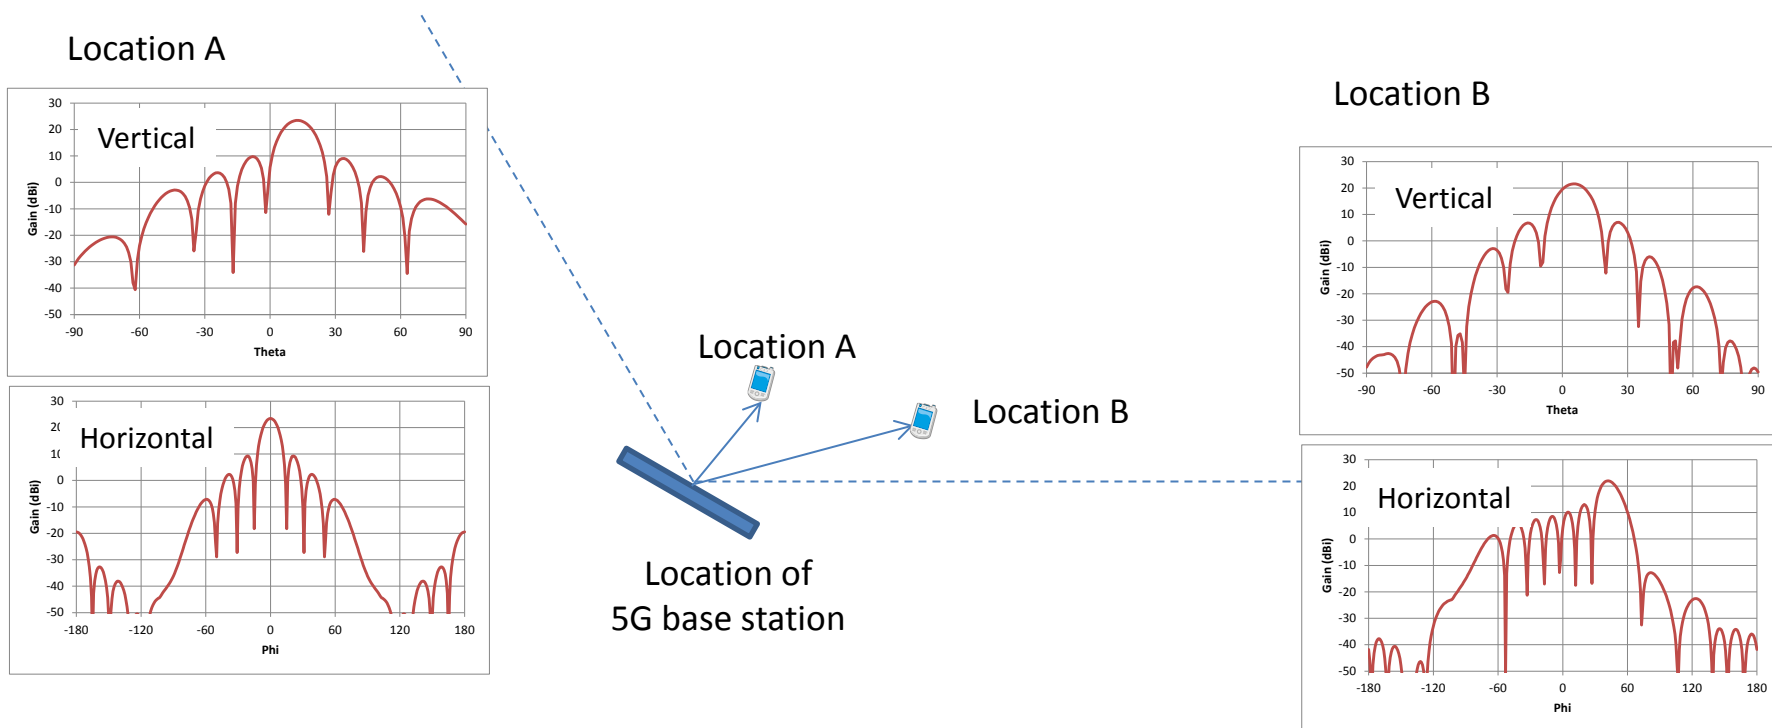 Location A
30
20
10
0
-10
-20
-30
-40
-50
Gain (dBi)
Vertical
-90 -60 -30 0 30 60 90
Theta
30
10
0
-10
-20
-30
-40
-50
Gain (dBi)
Horizontal
-180 -120 -60 0 60 120 180
Phi
Location A
Location B
Location of
5G base station
Location B
30
20
10
0
-10
-20
-30
-40
-50
Gain (dBi)
Vertical
-90 -60 -30 0 30 60 90
Theta
30
20
10
0
-10
-20
-30
-40
-50
Gain (dBi)
Horizontal
-180 -120 -60 0 60 120 180
Phi